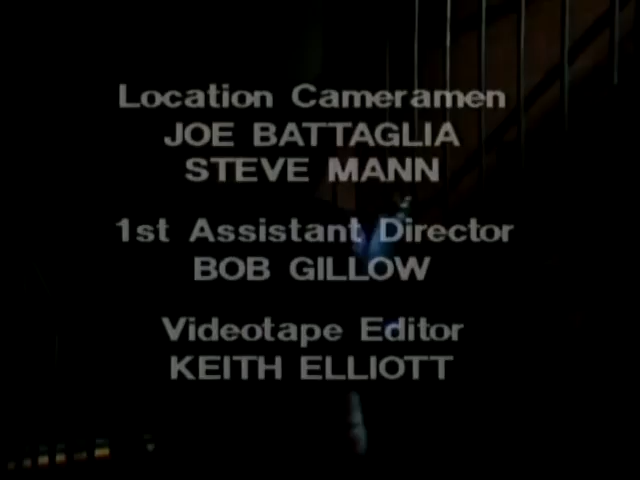 Location Cameramen
JOE BATTAGLIA
STEVE MANN
1st Assistant Director
BOB GILLOW
Videotape Editor
KEITH ELLIOTT